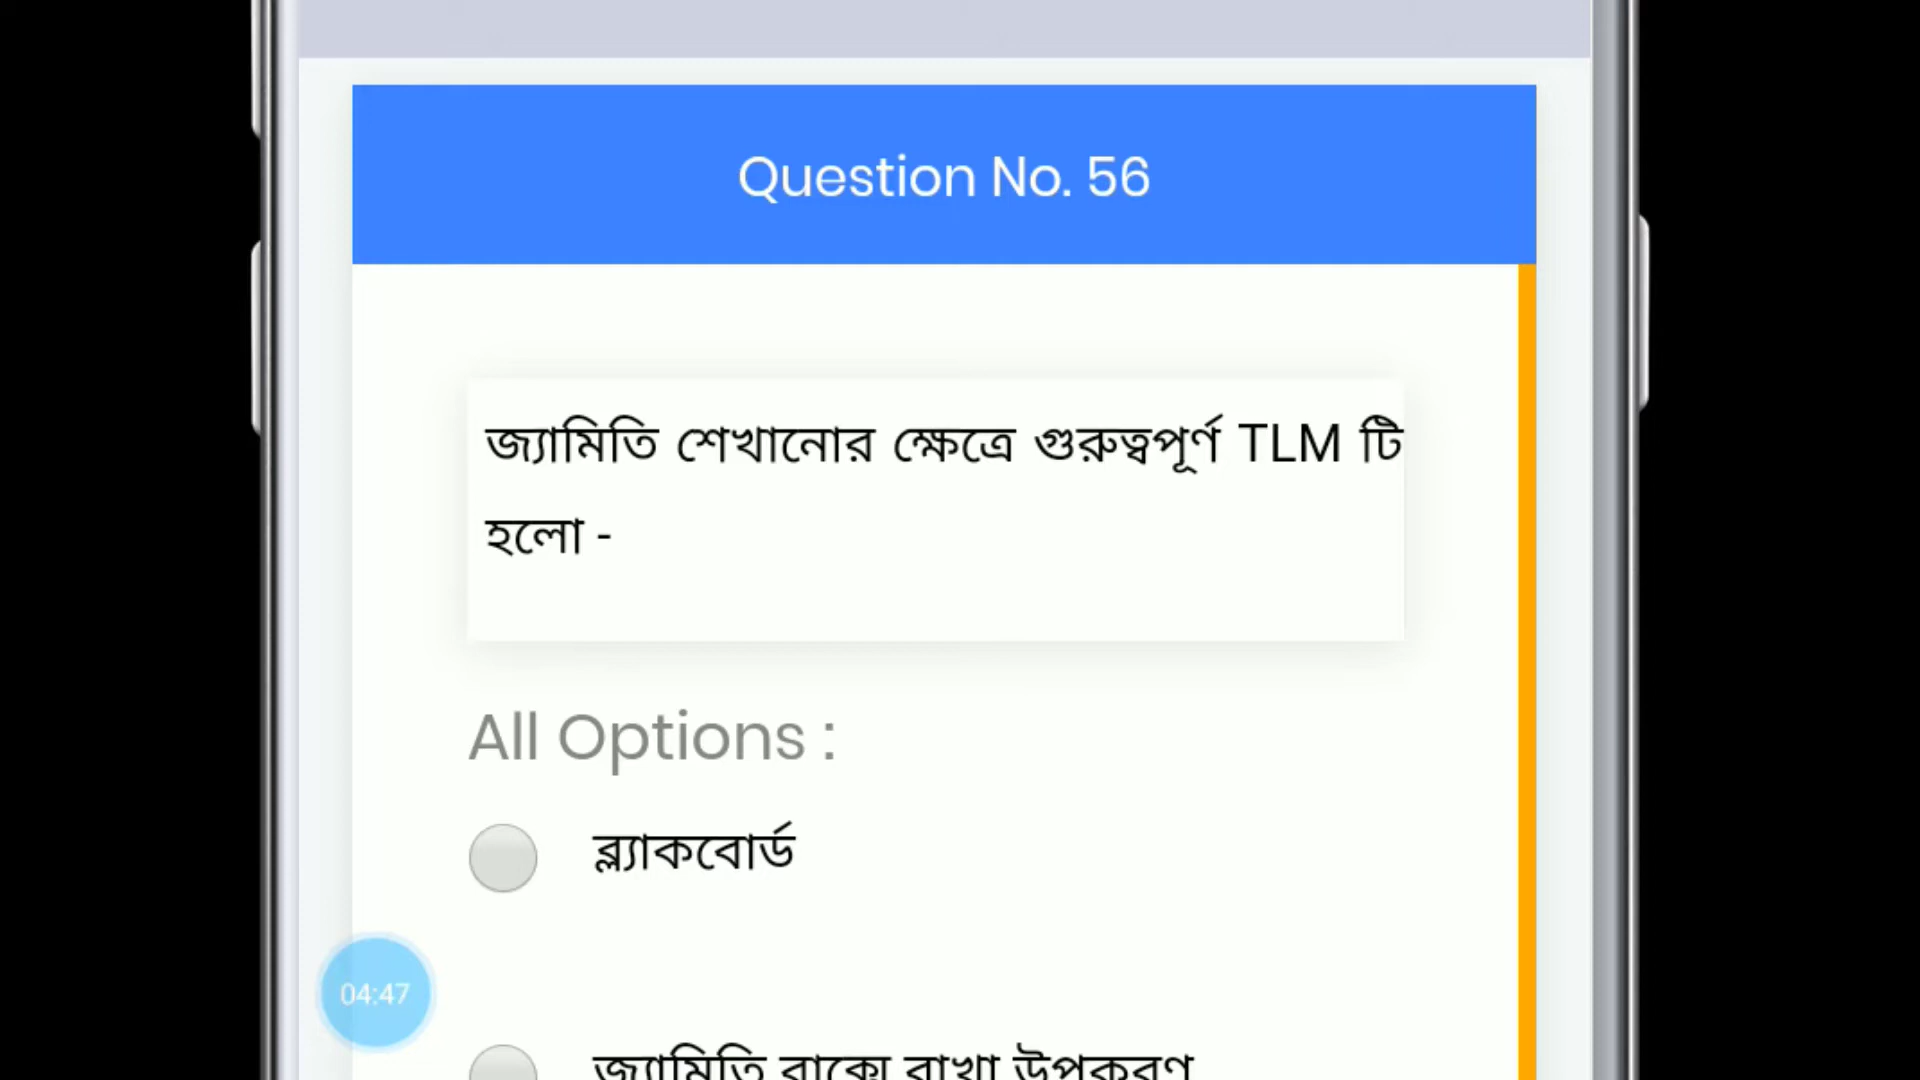 Question No. 56
জ্যামিতি শেখানোর ক্ষেত্রে গুরুত্বপূর্ণ TLM টি
হলো -
All Options :
ব্ল্যাকবোর্ড
04:47
জ্যামিতি বাক্সে রাখা উপকরণ